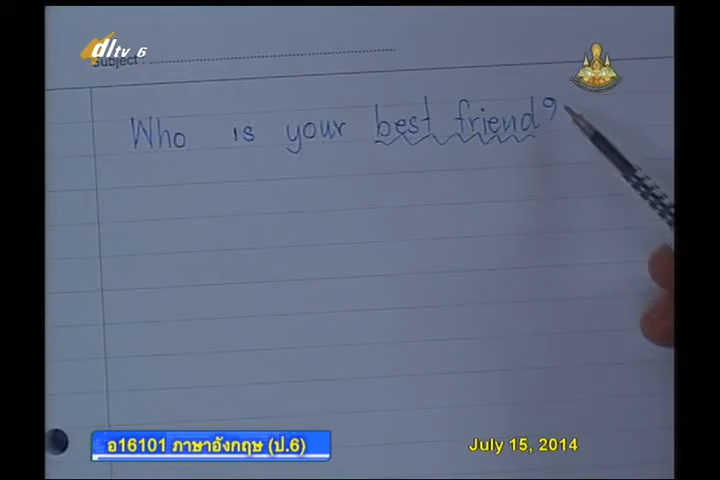 dltv 6
Subject :
Who is your best friend?
อ16101 ภาษาอังกฤษ (ป.6)
July 15, 2014